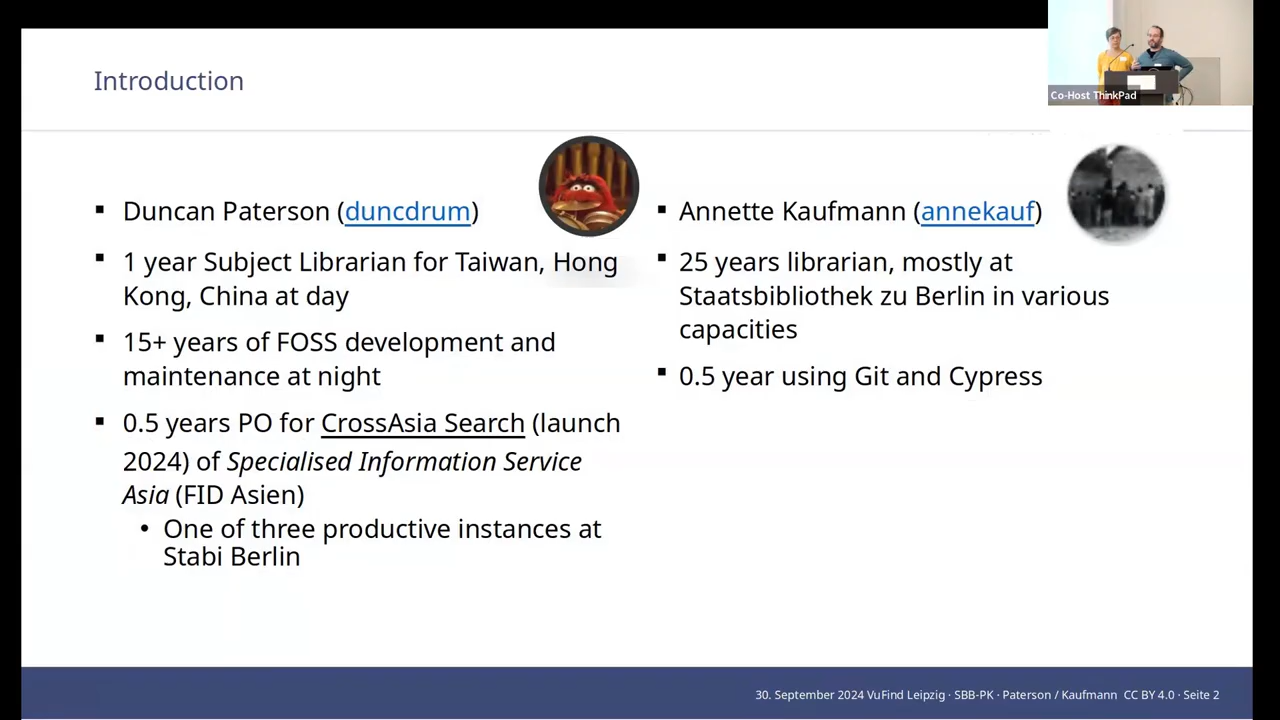 Introduction
Co-Host ThinkPad
Duncan Paterson (duncdrum)
1 year Subject Librarian for Taiwan, Hong
Kong, China at day
15+ years of FOSS development and
maintenance at night
0.5 years PO for CrossAsia Search (launch
2024) of Specialised Information Service
Asia (FID Asien)
One of three productive instances at
Stabi Berlin
Annette Kaufmann (annekauf)
25 years librarian, mostly at
Staatsbibliothek zu Berlin in various
capacities
0.5 year using Git and Cypress
30. September 2024 VuFind Leipzig · SBB-PK · Paterson / Kaufmann CC BY 4.0 · Seite 2